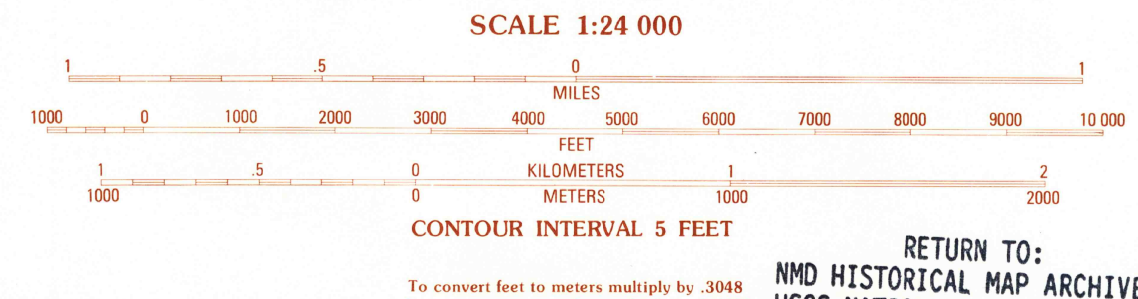 SCALE 1:24 000
1 .5 0 1
MILES
1000 0 1000 2000 3000 4000 5000 6000 7000 8000 9000 10 000
FEET
1 .5 0 KILOMETERS 1 2
1000 0 METERS 1000 2000
CONTOUR INTERVAL 5 FEET
To convert feet to meters multiply by .3048
RETURN TO:
NMD HISTORICAL MAP ARCHIVE